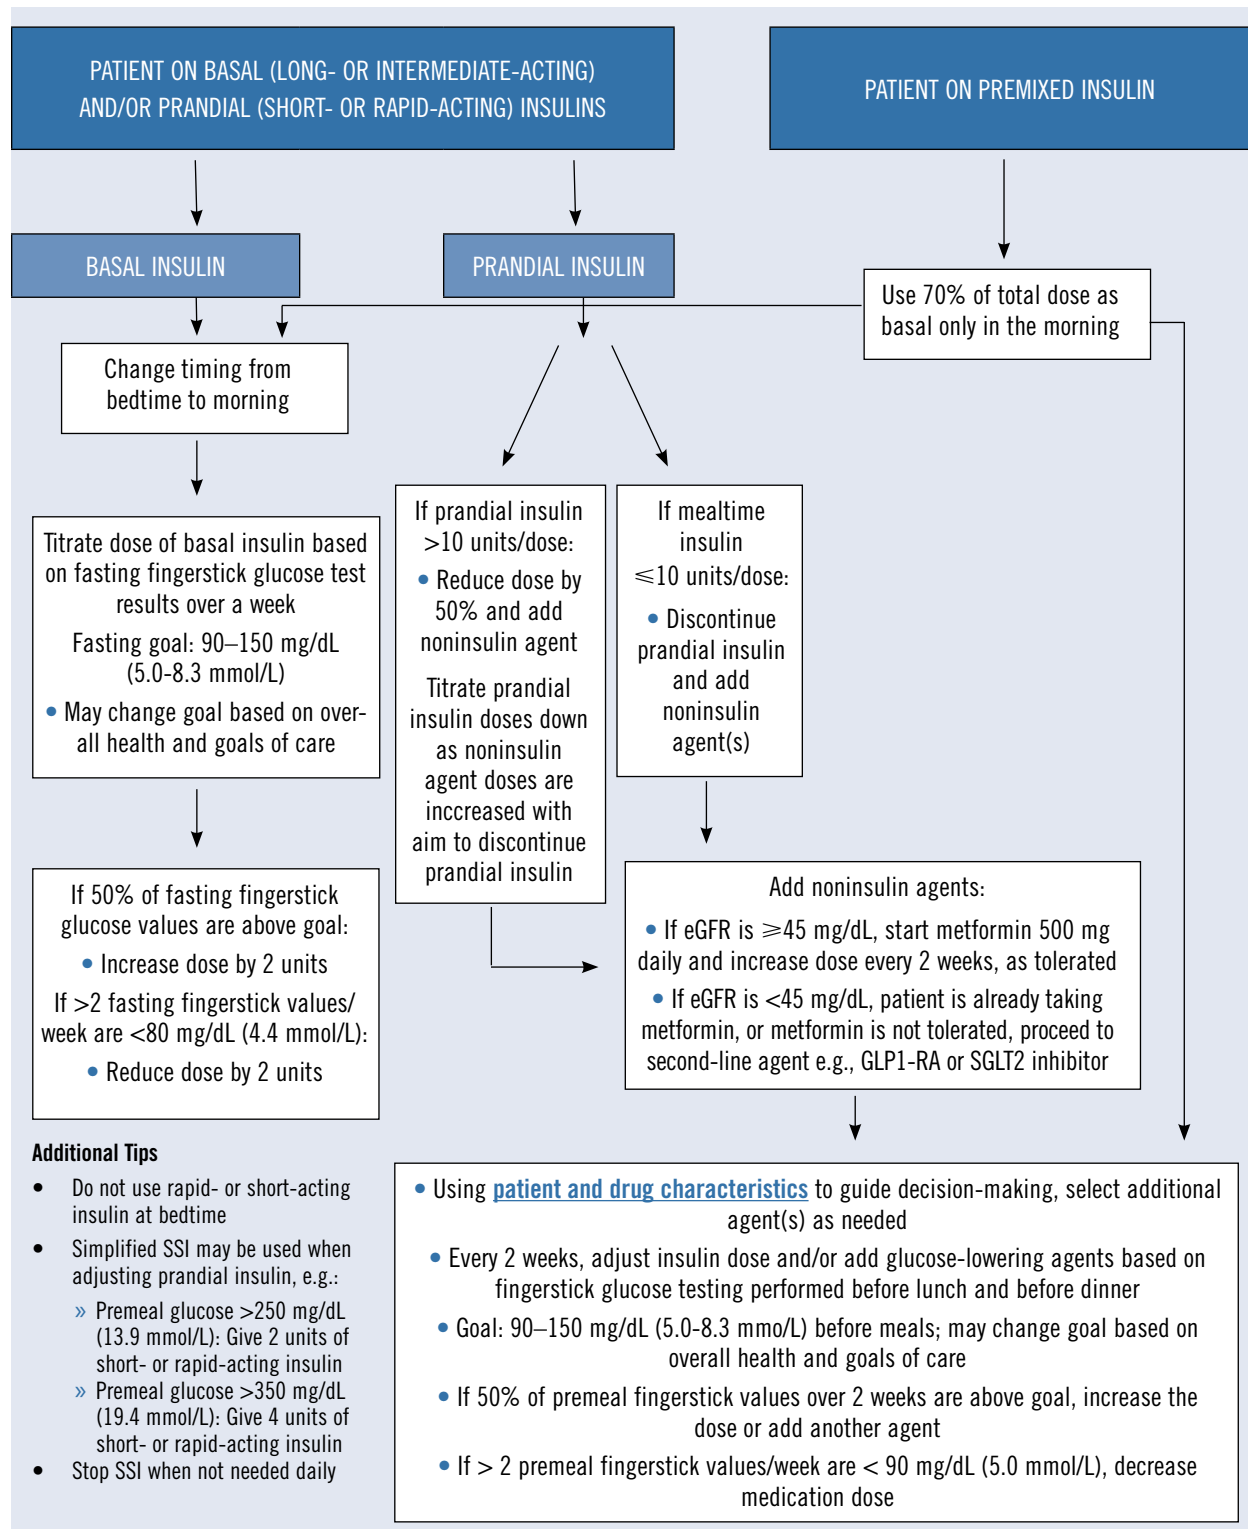 PATIENT ON BASAL (LONG- OR INTERMEDIATE-ACTING)
AND/OR PRANDIAL (SHORT- OR RAPID-ACTING) INSULINS
PATIENT ON PREMIXED INSULIN
BASAL INSULIN
PRANDIAL INSULIN
Use 70% of total dose as
basal only in the morning
Change timing from
bedtime to morning
Titrate dose of basal insulin based
on fasting fingerstick glucose test
results over a week
Fasting goal: 90–150 mg/dL
(5.0-8.3 mmol/L)
• May change goal based on over-
all health and goals of care
If 50% of fasting fingerstick
glucose values are above goal:
• Increase dose by 2 units
If >2 fasting fingerstick values/
week are <80 mg/dL (4.4 mmol/L):
• Reduce dose by 2 units
If prandial insulin
>10 units/dose:
• Reduce dose by
50% and add
noninsulin agent
Titrate prandial
insulin doses down
as noninsulin
agent doses are
inccreased with
aim to discontinue
prandial insulin
If mealtime
insulin
⩽10 units/dose:
• Discontinue
prandial insulin
and add
noninsulin
agent(s)
Add noninsulin agents:
• If eGFR is ⩾45 mg/dL, start metformin 500 mg
daily and increase dose every 2 weeks, as tolerated
• If eGFR is <45 mg/dL, patient is already taking
metformin, or metformin is not tolerated, proceed to
second-line agent e.g., GLP1-RA or SGLT2 inhibitor
Additional Tips
• Do not use rapid- or short-acting
insulin at bedtime
• Simplified SSI may be used when
adjusting prandial insulin, e.g.:
» Premeal glucose >250 mg/dL
(13.9 mmol/L): Give 2 units of
short- or rapid-acting insulin
» Premeal glucose >350 mg/dL
(19.4 mmol/L): Give 4 units of
short- or rapid-acting insulin
• Stop SSI when not needed daily
• Using patient and drug characteristics to guide decision-making, select additional
agent(s) as needed
• Every 2 weeks, adjust insulin dose and/or add glucose-lowering agents based on
fingerstick glucose testing performed before lunch and before dinner
• Goal: 90–150 mg/dL (5.0-8.3 mmo/L) before meals; may change goal based on
overall health and goals of care
• If 50% of premeal fingerstick values over 2 weeks are above goal, increase the
dose or add another agent
• If > 2 premeal fingerstick values/week are < 90 mg/dL (5.0 mmol/L), decrease
medication dose